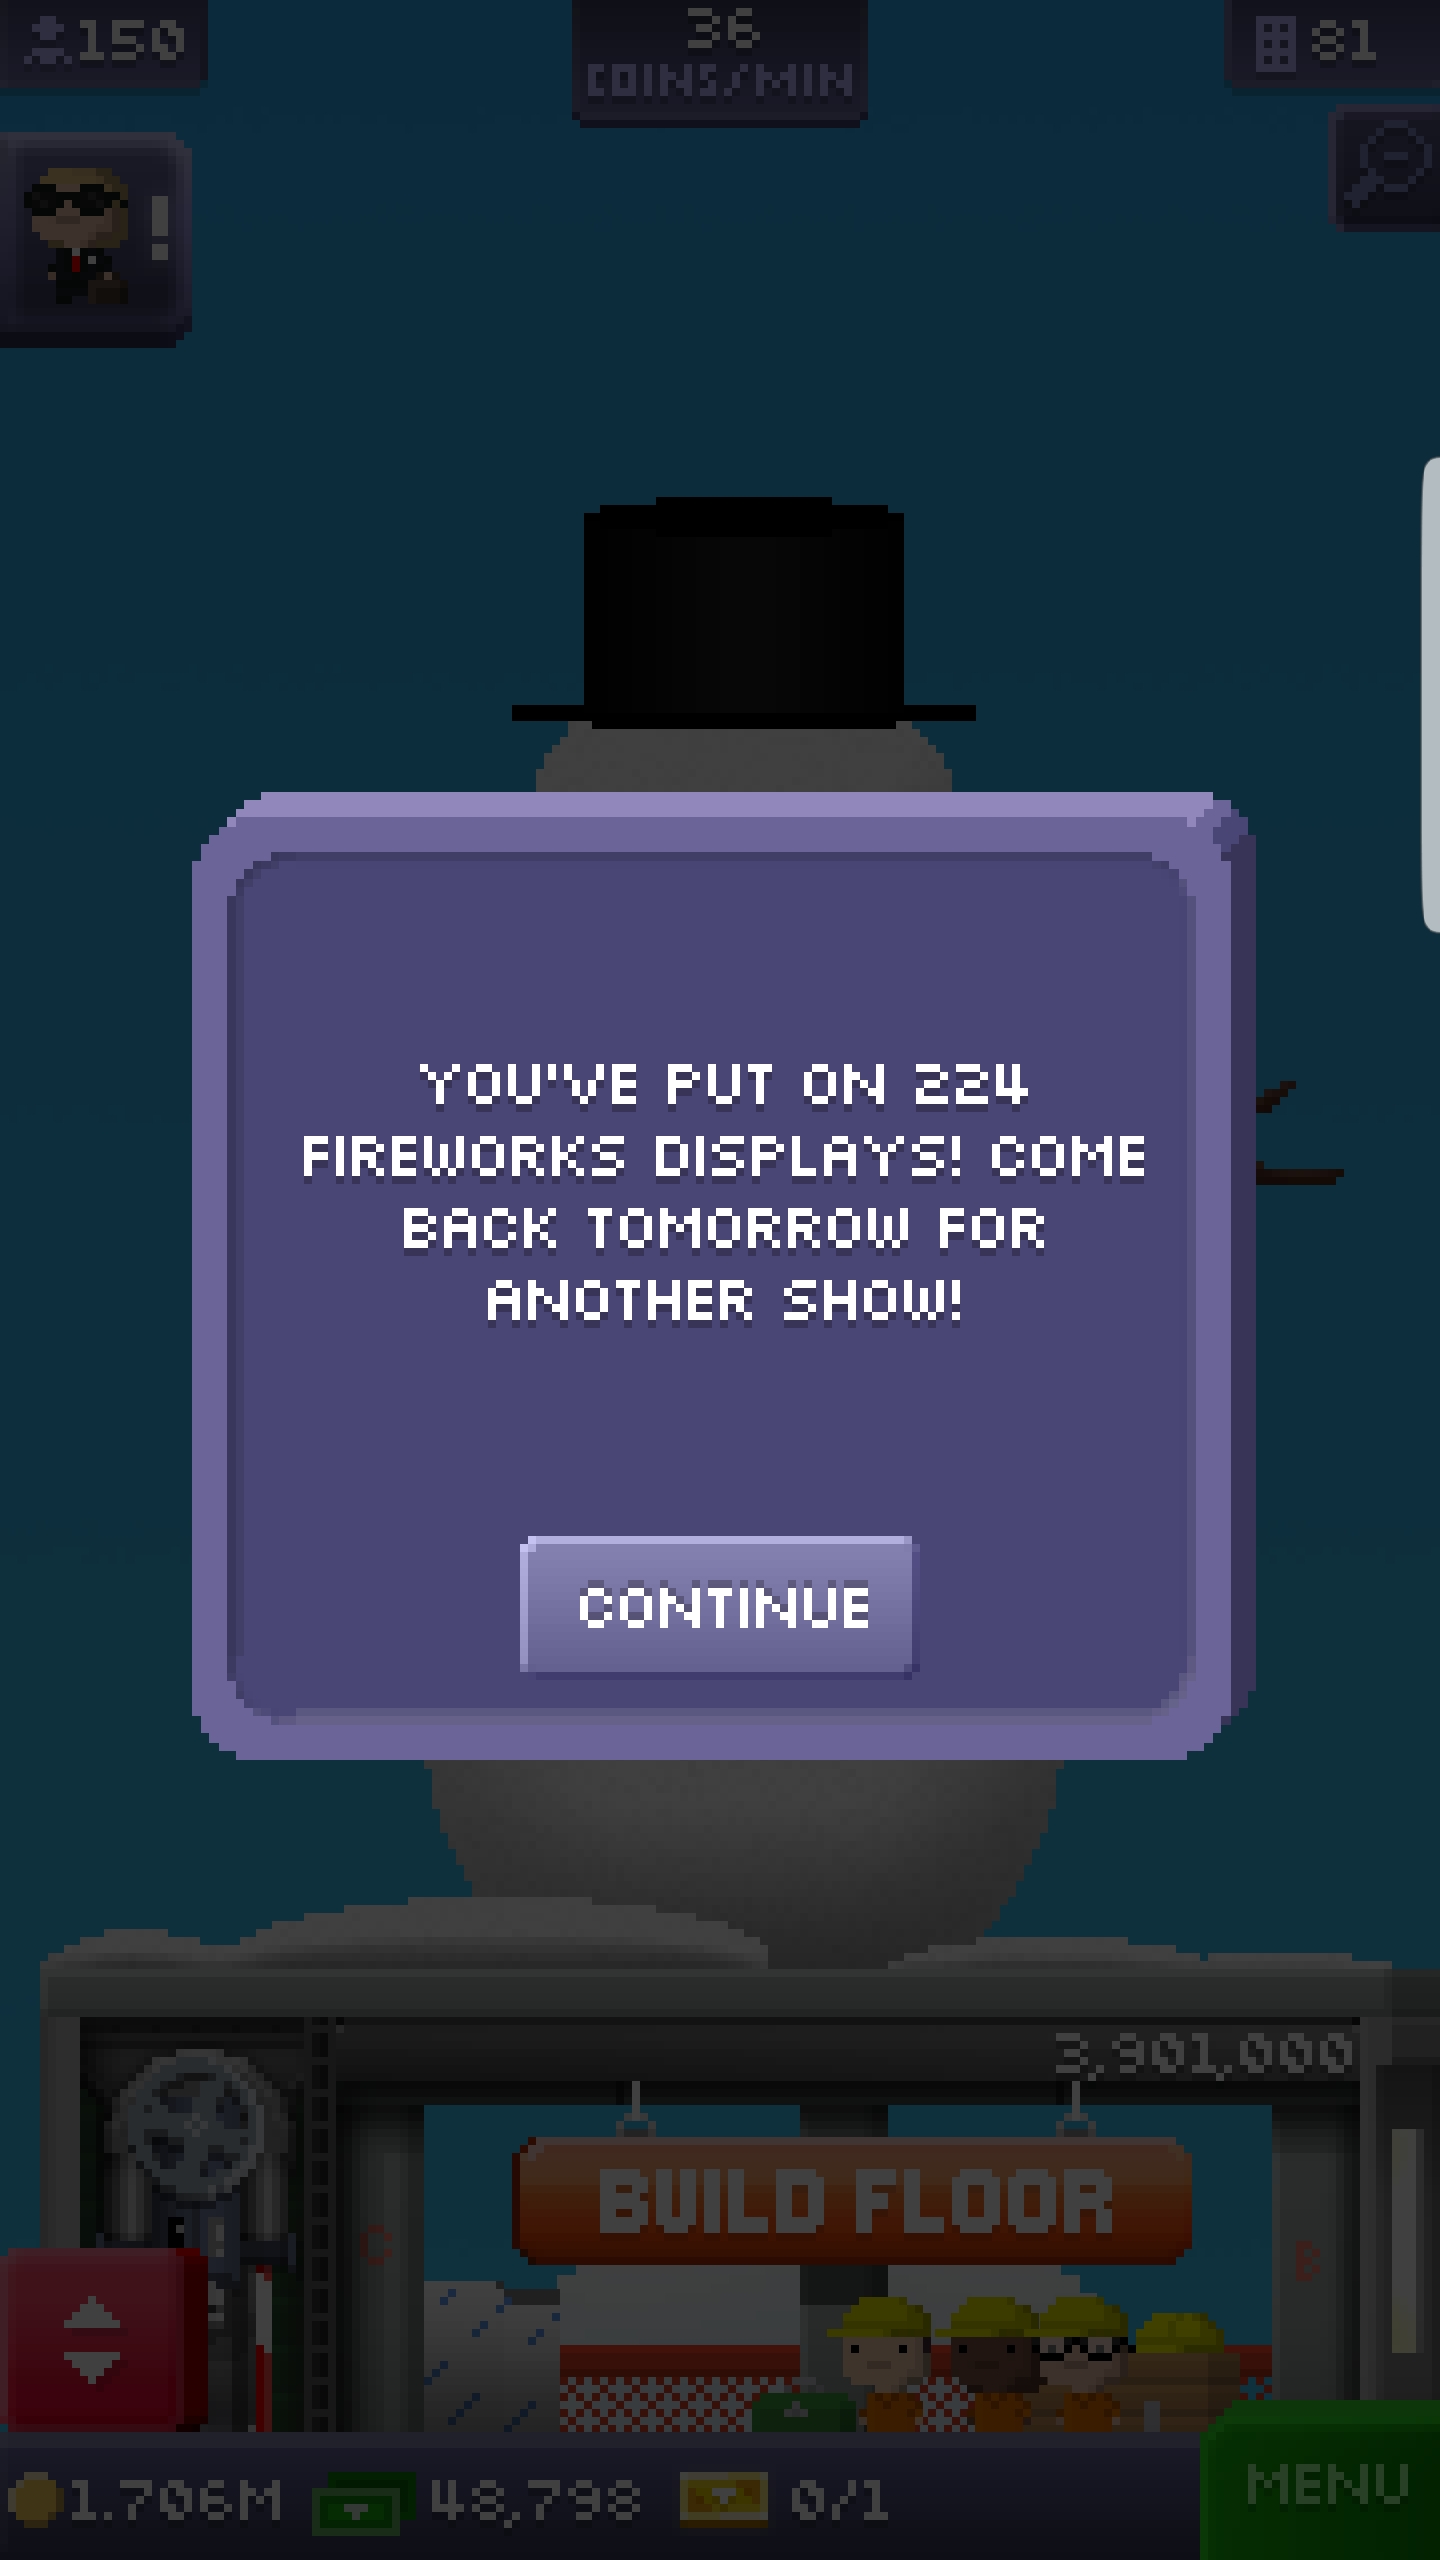 150
36
COINS/MIN
81
!
YOU'VE PUT ON 224
FIREWORKS DISPLAYS! COME
BACK TOMORROW FOR
ANOTHER SHOW!
CONTINUE
3,901,000
BUILD FLOOR
C
B
1.706M
48,798
0/1
MENU